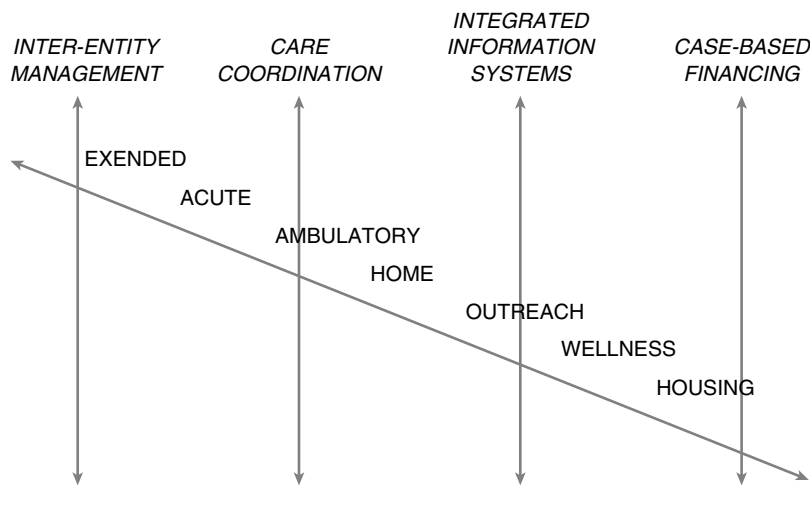 INTER-ENTITY
MANAGEMENT
CARE
COORDINATION
INTEGRATED
INFORMATION
SYSTEMS
CASE-BASED
FINANCING
EXENDED
ACUTE
AMBULATORY
HOME
OUTREACH
WELLNESS
HOUSING